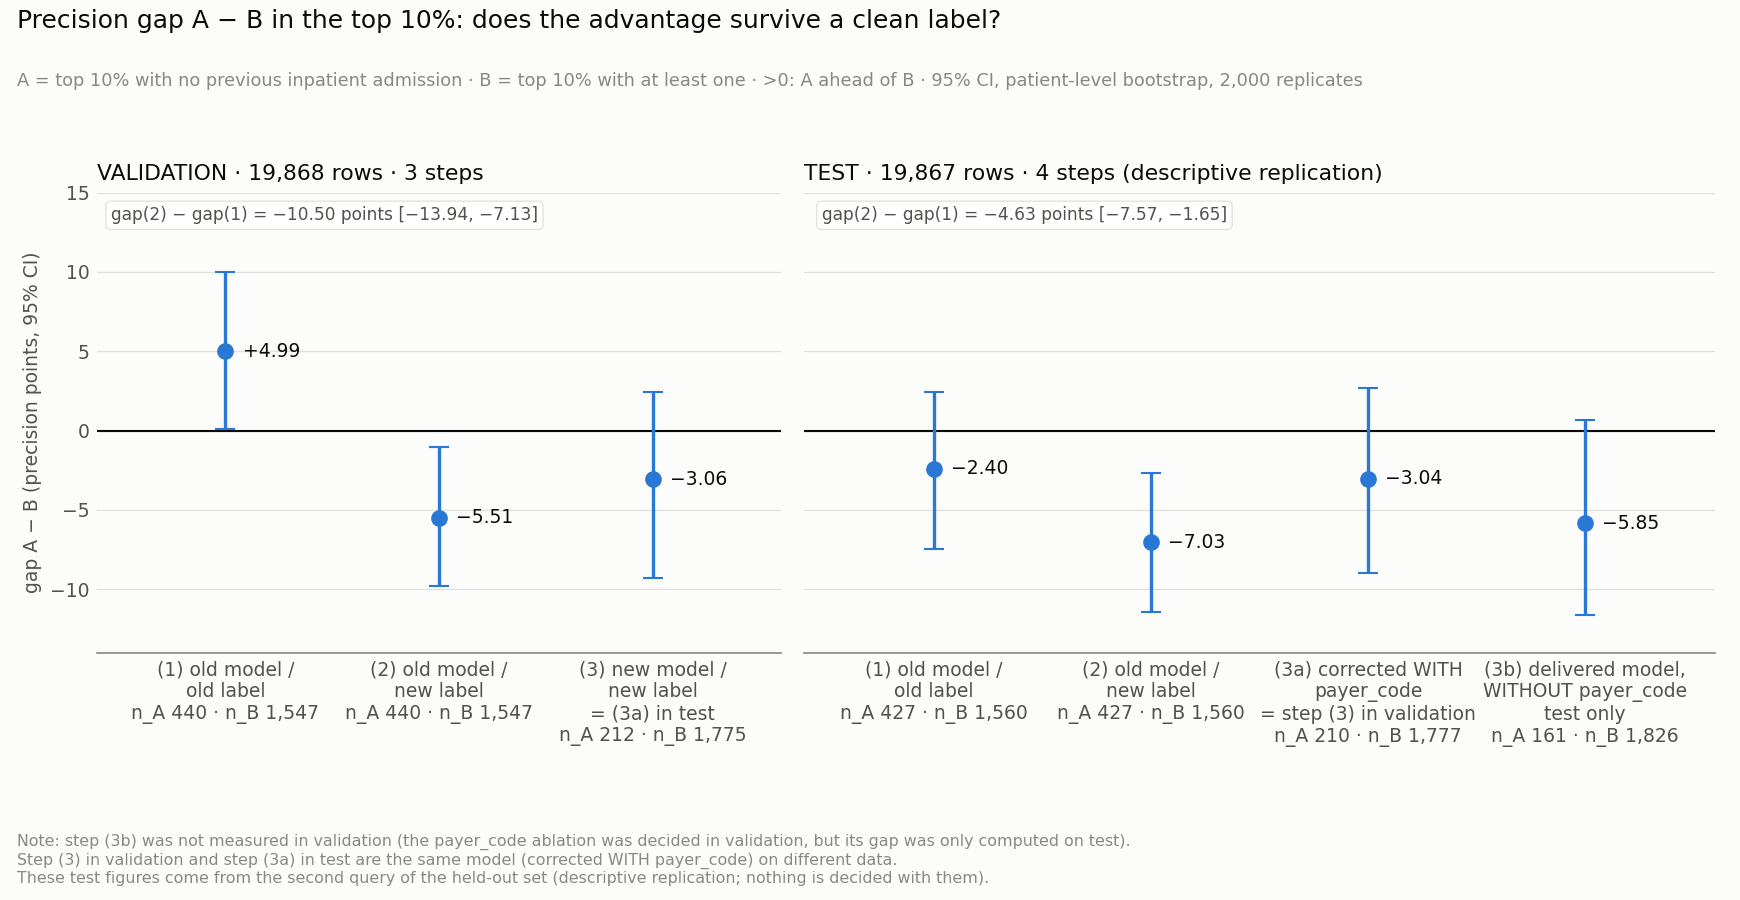 Precision gap A − B in the top 10%: does the advantage survive a clean label?
A = top 10% with no previous inpatient admission · B = top 10% with at least one · >0: A ahead of B · 95% CI, patient-level bootstrap, 2,000 replicates
VALIDATION · 19,868 rows · 3 steps
gap(2) − gap(1) = −10.50 points [−13.94, −7.13]
gap A − B (precision points, 95% CI)
15
10
5
0
−5
−10
+4.99
−5.51
−3.06
(1) old model /
old label
n_A 440 · n_B 1,547
(2) old model /
new label
n_A 440 · n_B 1,547
(3) new model /
new label
= (3a) in test
n_A 212 · n_B 1,775
TEST · 19,867 rows · 4 steps (descriptive replication)
gap(2) − gap(1) = −4.63 points [−7.57, −1.65]
−2.40
−7.03
−3.04
−5.85
(1) old model /
old label
n_A 427 · n_B 1,560
(2) old model /
new label
n_A 427 · n_B 1,560
(3a) corrected WITH
payer_code
= step (3) in validation
n_A 210 · n_B 1,777
(3b) delivered model,
WITHOUT payer_code
test only
n_A 161 · n_B 1,826
Note: step (3b) was not measured in validation (the payer_code ablation was decided in validation, but its gap was only computed on test).
Step (3) in validation and step (3a) in test are the same model (corrected WITH payer_code) on different data.
These test figures come from the second query of the held-out set (descriptive replication; nothing is decided with them).